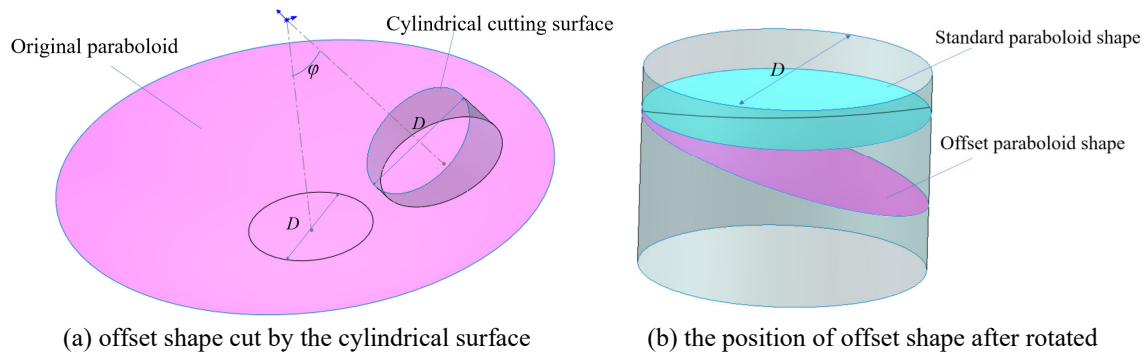 Cylindrical cutting surface
Original paraboloid
φ
D
D
(a) offset shape cut by the cylindrical surface
Standard paraboloid shape
D
Offset paraboloid shape
(b) the position of offset shape after rotated